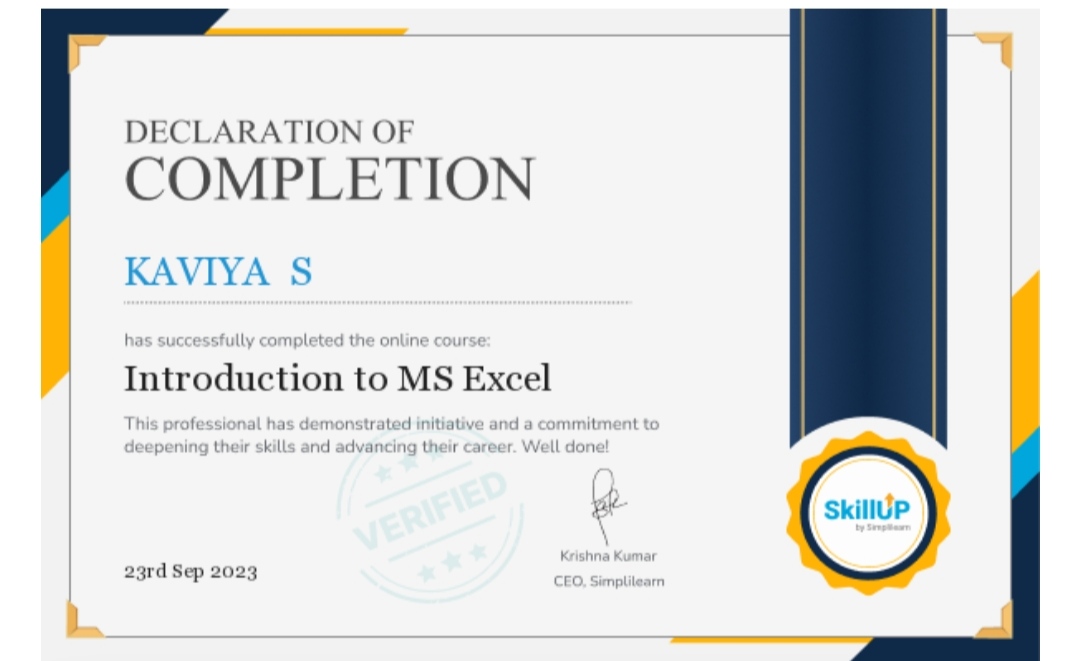 DECLARATION OF
COMPLETION
KAVIYA S
has successfully completed the online course:
Introduction to MS Excel
This professional has demonstrated initiative and a commitment to
deepening their skills and advancing their career. Well done!
VERIFIED
Krishna Kumar
CEO, Simplilearn
23rd Sep 2023
SkillUP
by Simplilearn